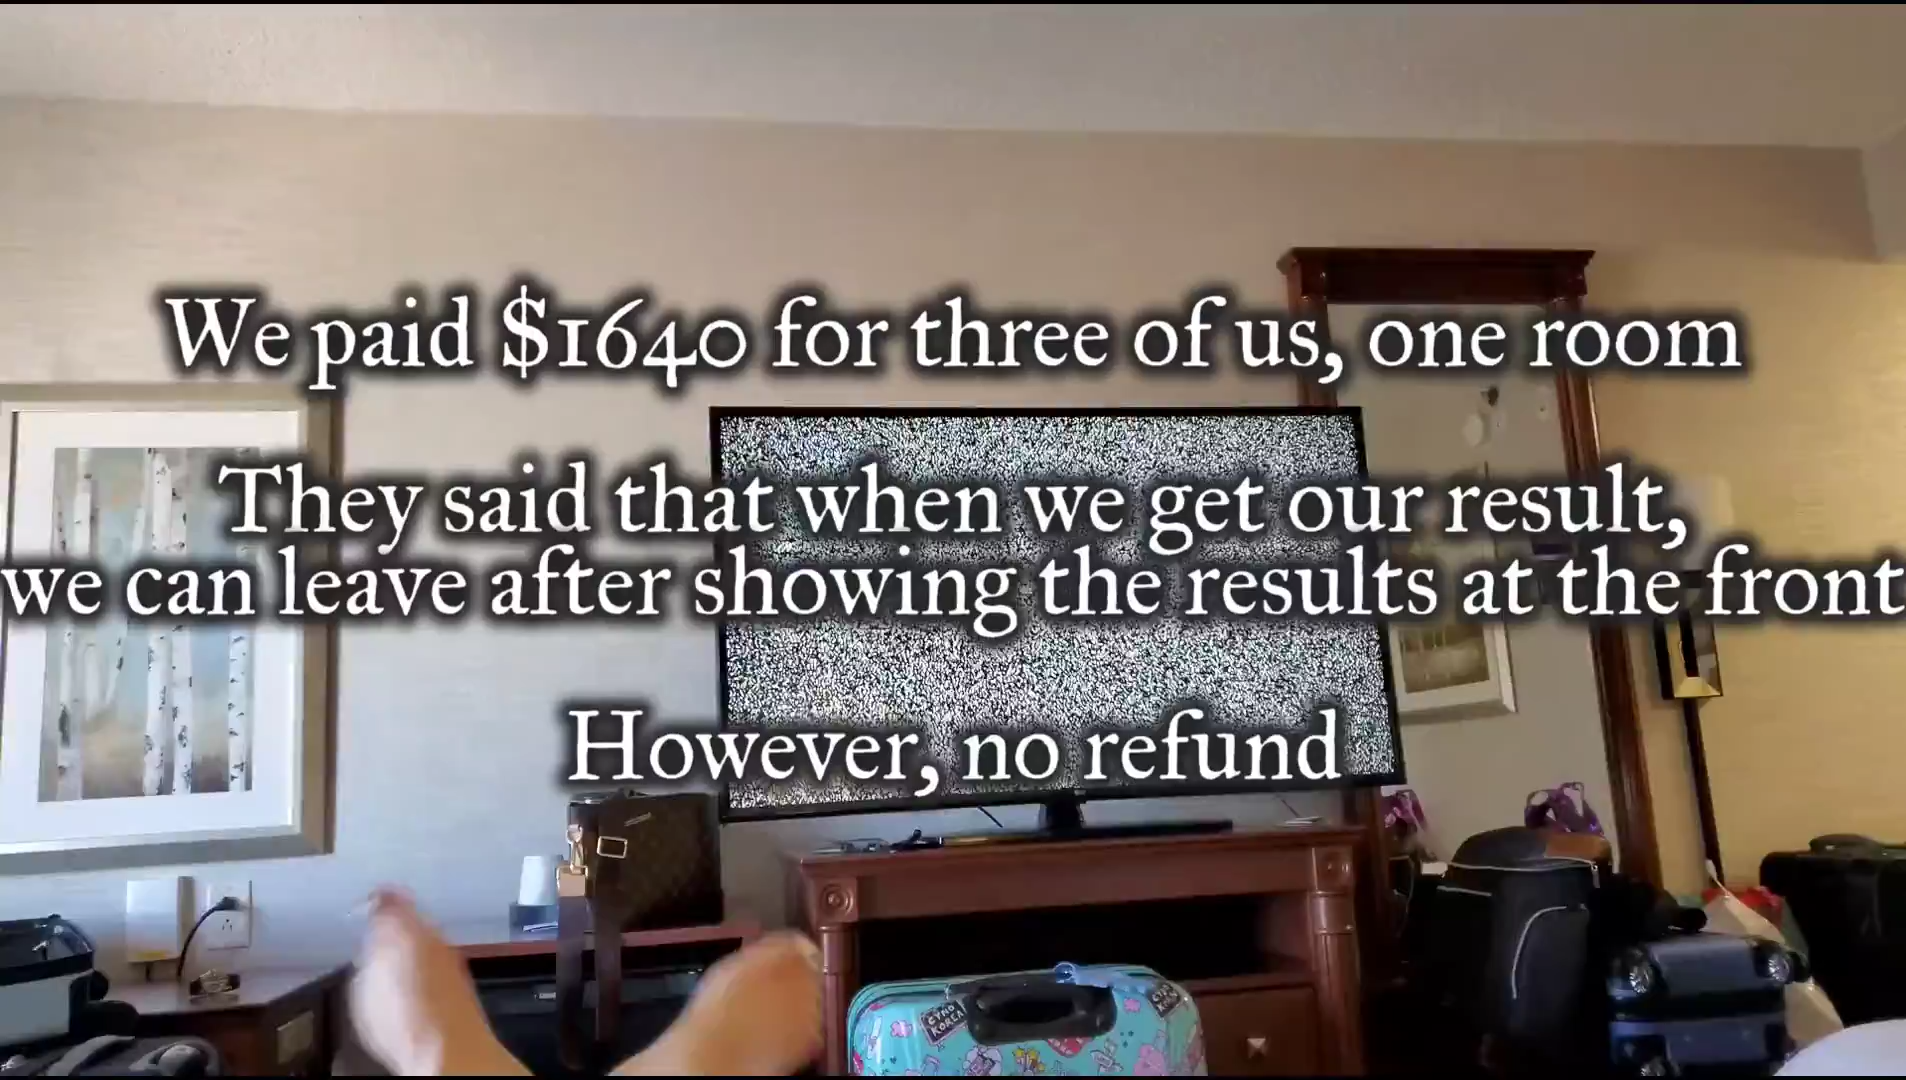 We paid $1640 for three of us, one room
They said that when we get our result,
we can leave after showing the results at the front
However, no refund